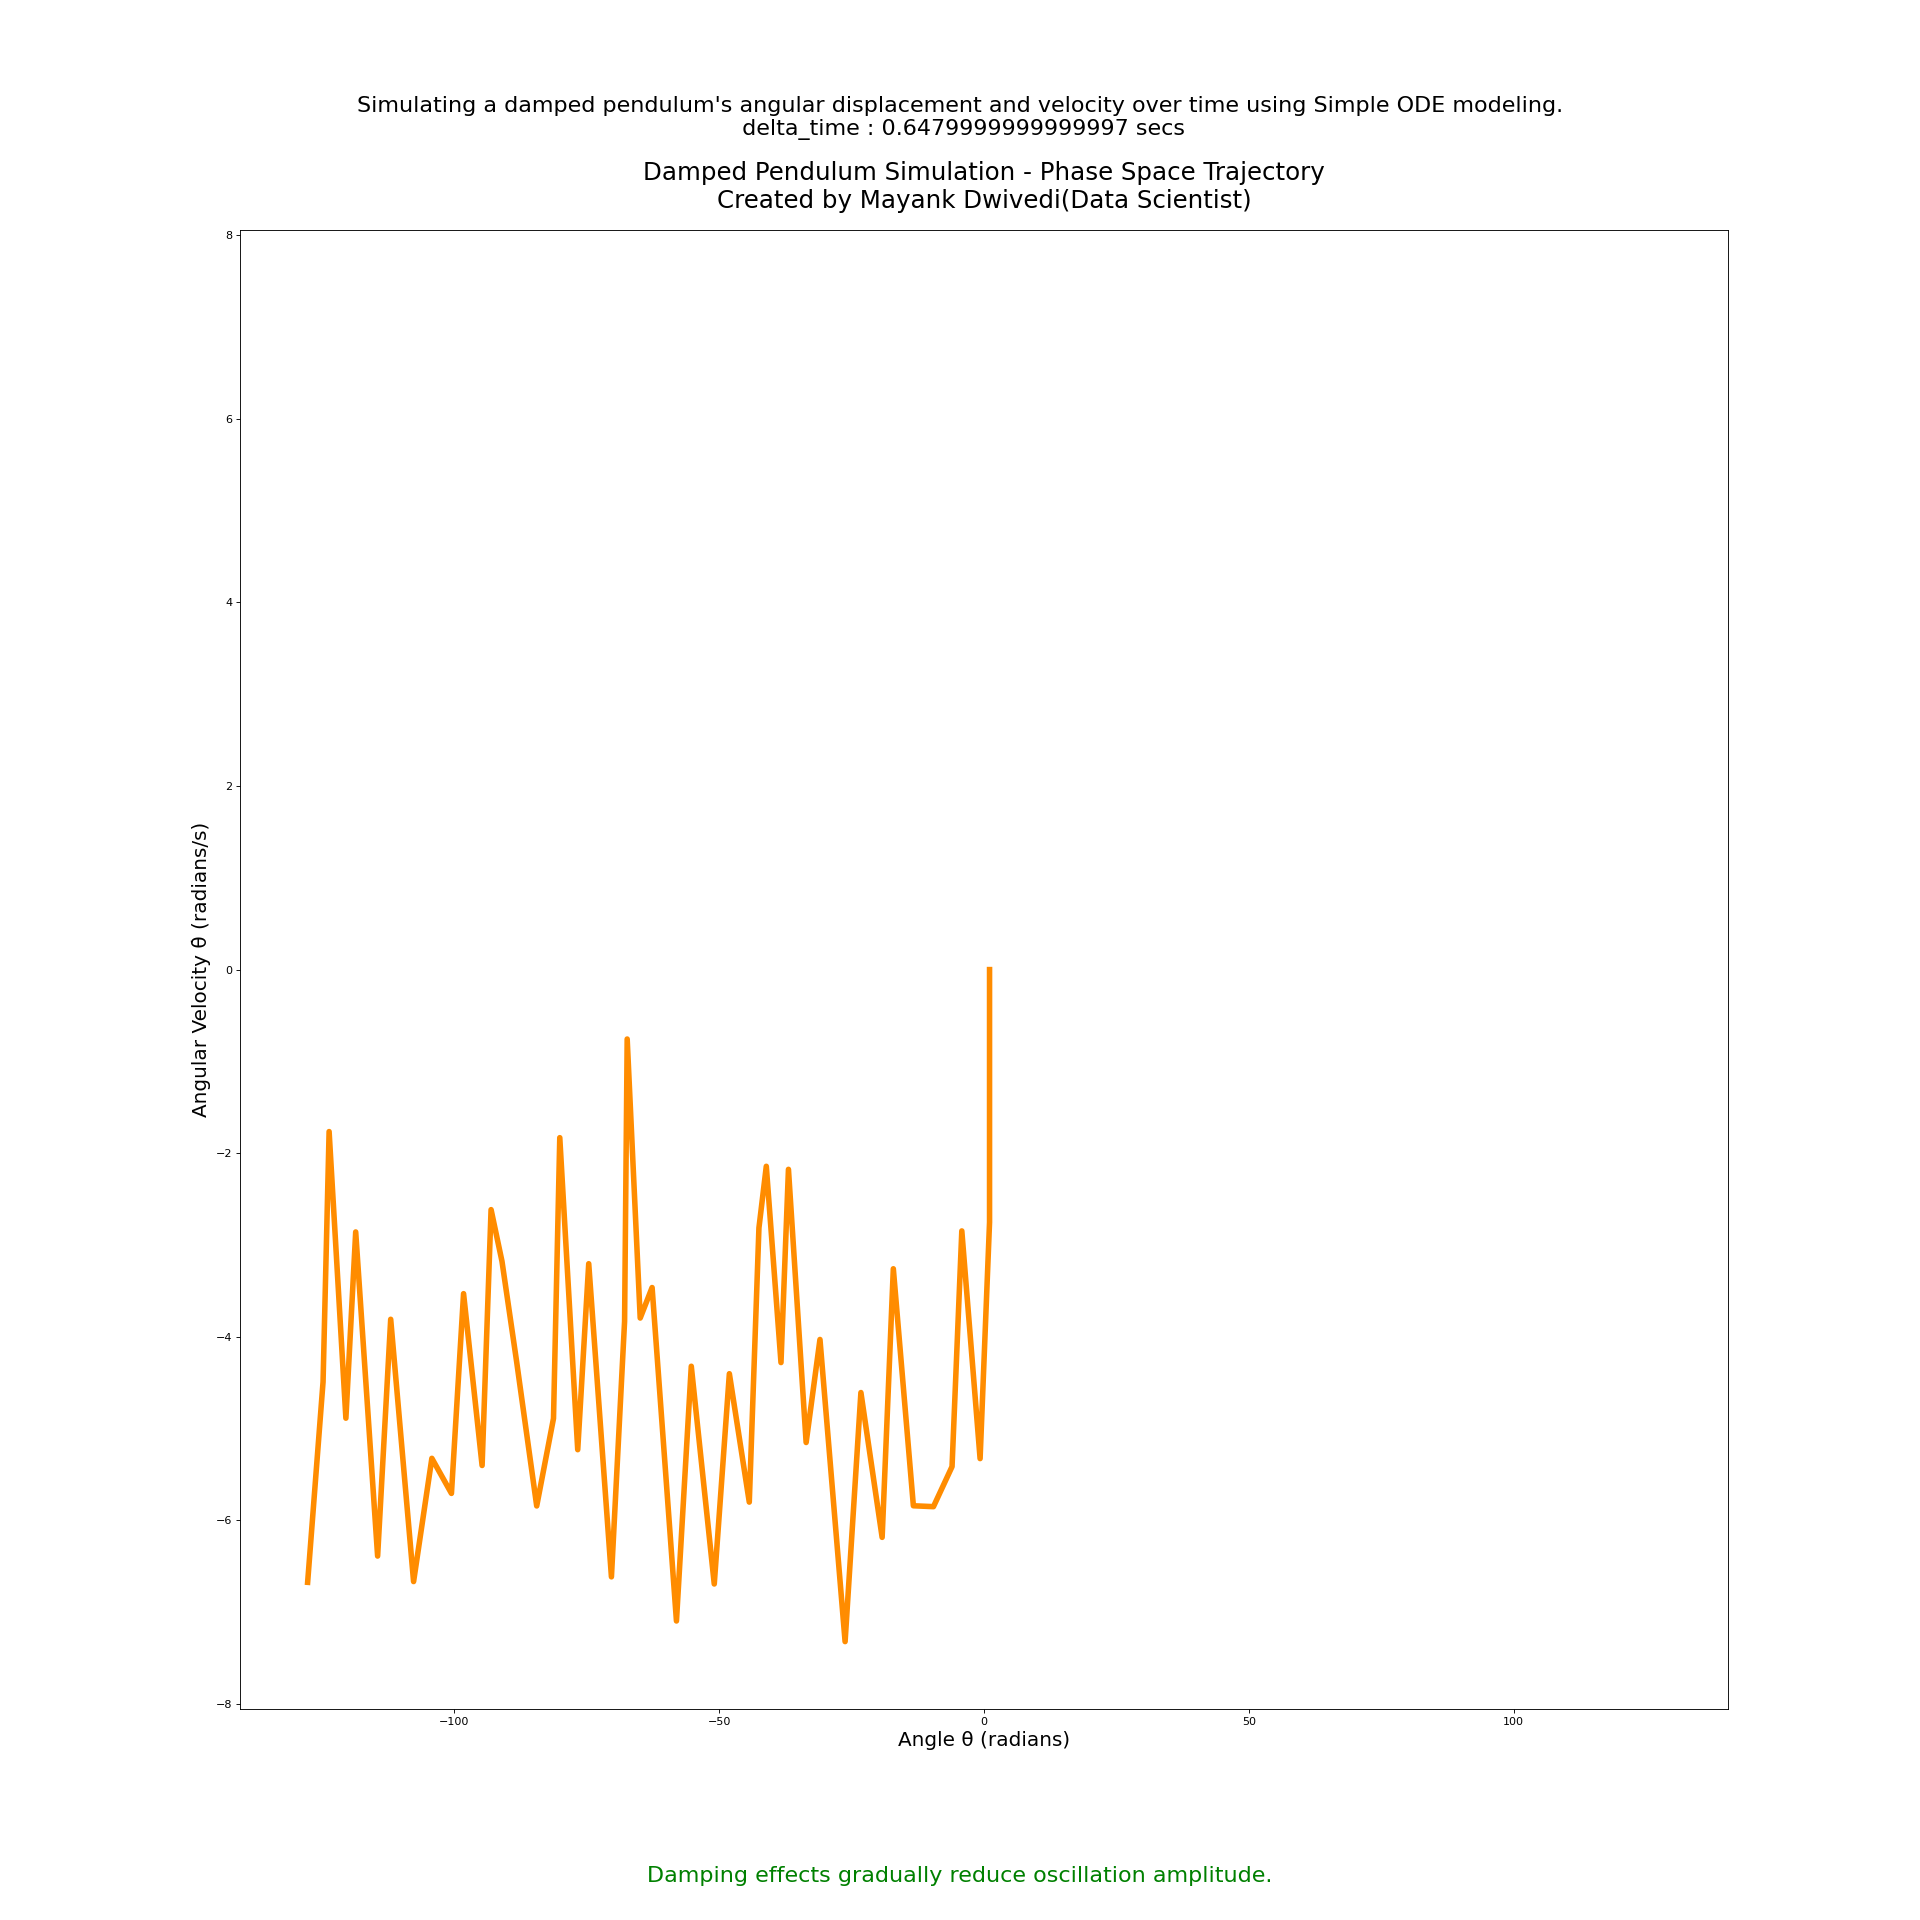 Simulating a damped pendulum's angular displacement and velocity over time using Simple ODE modeling.
delta_time : 0.6479999999999997 secs
Damped Pendulum Simulation - Phase Space Trajectory
Created by Mayank Dwivedi(Data Scientist)
8
6
4
2
0
−2
−4
−6
−8
Angular Velocity θ (radians/s)
−100
−50
0
50
100
Angle θ (radians)
Damping effects gradually reduce oscillation amplitude.